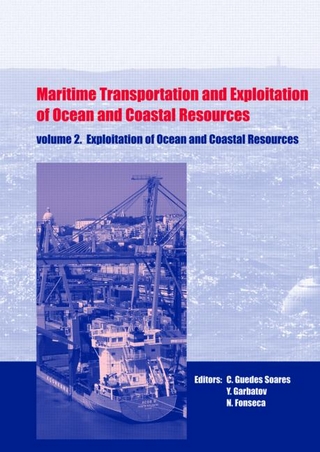 Maritime Transportation and Exploitation
of Ocean and Coastal Resources
volume 2. Exploitation of Ocean and Coastal Resources
Editors: C. Guedes Soares
Y. Garbatov
N. Fonseca